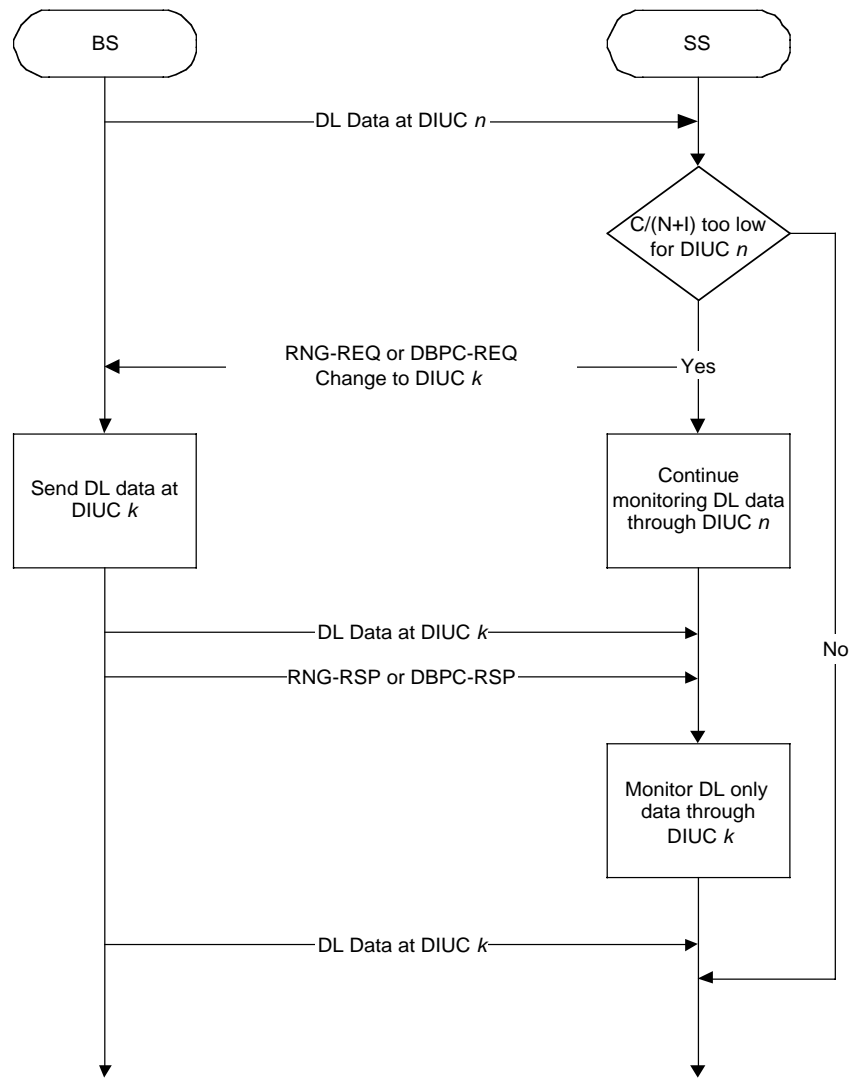 BS
SS
DL Data at DIUC n
C/(N+I) too low
for DIUC n
RNG-REQ or DBPC-REQ
Change to DIUC k
Yes
Send DL data at
DIUC k
Continue
monitoring DL data
through DIUC n
DL Data at DIUC k
No
RNG-RSP or DBPC-RSP
Monitor DL only
data through
DIUC k
DL Data at DIUC k